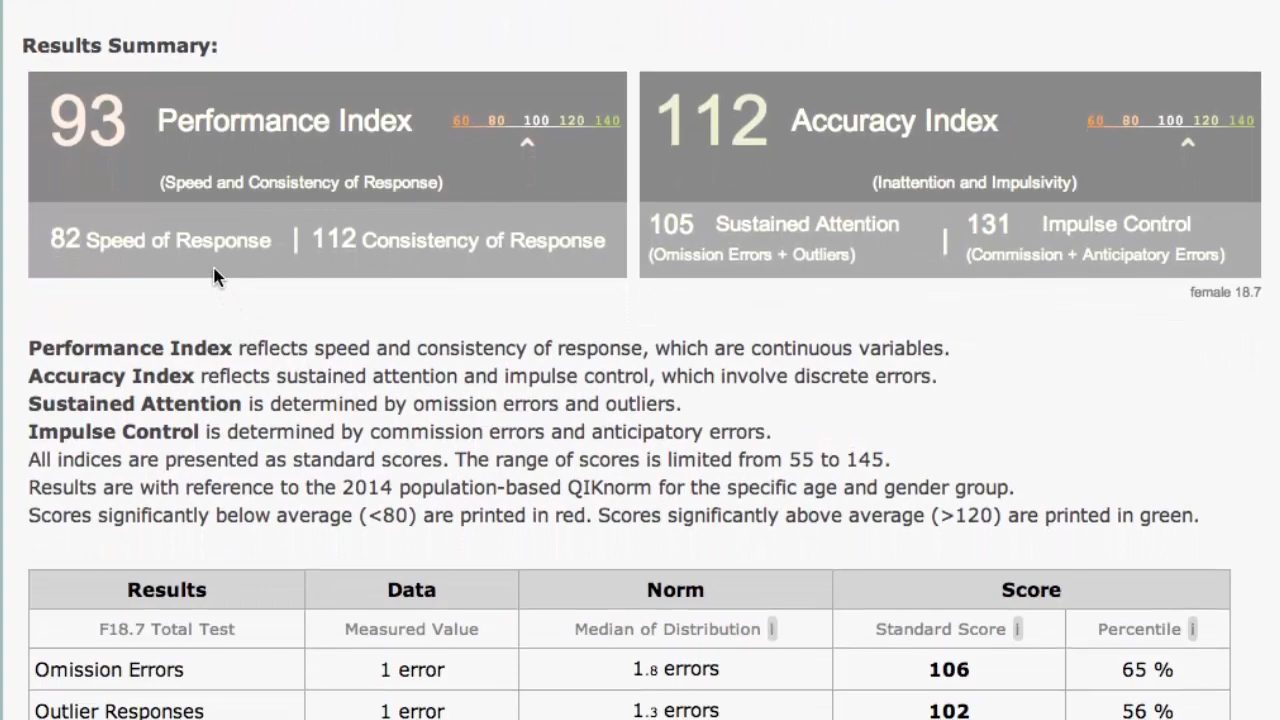 Results Summary:
93 Performance Index 60 80 100 120 140
(Speed and Consistency of Response)
82 Speed of Response | 112 Consistency of Response
112 Accuracy Index 60 80 100 120 140
(Inattention and Impulsivity)
105 Sustained Attention | 131 Impulse Control
(Omission Errors + Outliers) (Commission + Anticipatory Errors)
female 18.7
Performance Index reflects speed and consistency of response, which are continuous variables.
Accuracy Index reflects sustained attention and impulse control, which involve discrete errors.
Sustained Attention is determined by omission errors and outliers.
Impulse Control is determined by commission errors and anticipatory errors.
All indices are presented as standard scores. The range of scores is limited from 55 to 145.
Results are with reference to the 2014 population-based QIKnorm for the specific age and gender group.
Scores significantly below average (<80) are printed in red. Scores significantly above average (>120) are printed in green.
Results Data Norm Score
F18.7 Total Test Measured Value Median of Distribution i Standard Score i Percentile i
Omission Errors 1 error 1.8 errors 106 65 %
Outlier Responses 1 error 1.3 errors 102 56 %